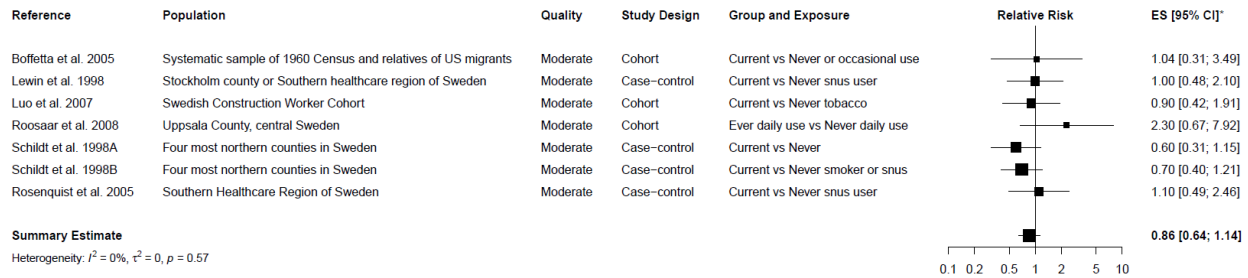 Reference Population Quality Study Design Group and Exposure Relative Risk ES [95% CI]*
Boffetta et al. 2005 Systematic sample of 1960 Census and relatives of US migrants Moderate Cohort Current vs Never or occasional use 1.04 [0.31; 3.49]
Lewin et al. 1998 Stockholm county or Southern healthcare region of Sweden Moderate Case−control Current vs Never snus user 1.00 [0.48; 2.10]
Luo et al. 2007 Swedish Construction Worker Cohort Moderate Cohort Current vs Never tobacco 0.90 [0.42; 1.91]
Roosaar et al. 2008 Uppsala County, central Sweden Moderate Cohort Ever daily use vs Never daily use 2.30 [0.67; 7.92]
Schildt et al. 1998A Four most northern counties in Sweden Moderate Case−control Current vs Never 0.60 [0.31; 1.15]
Schildt et al. 1998B Four most northern counties in Sweden Moderate Case−control Current vs Never smoker or snus 0.70 [0.40; 1.21]
Rosenquist et al. 2005 Southern Healthcare Region of Sweden Moderate Case−control Current vs Never snus user 1.10 [0.49; 2.46]
Summary Estimate 0.86 [0.64; 1.14]
Heterogeneity: I² = 0%, τ² = 0, p = 0.57
0.1 0.2 0.5 1 2 5 10